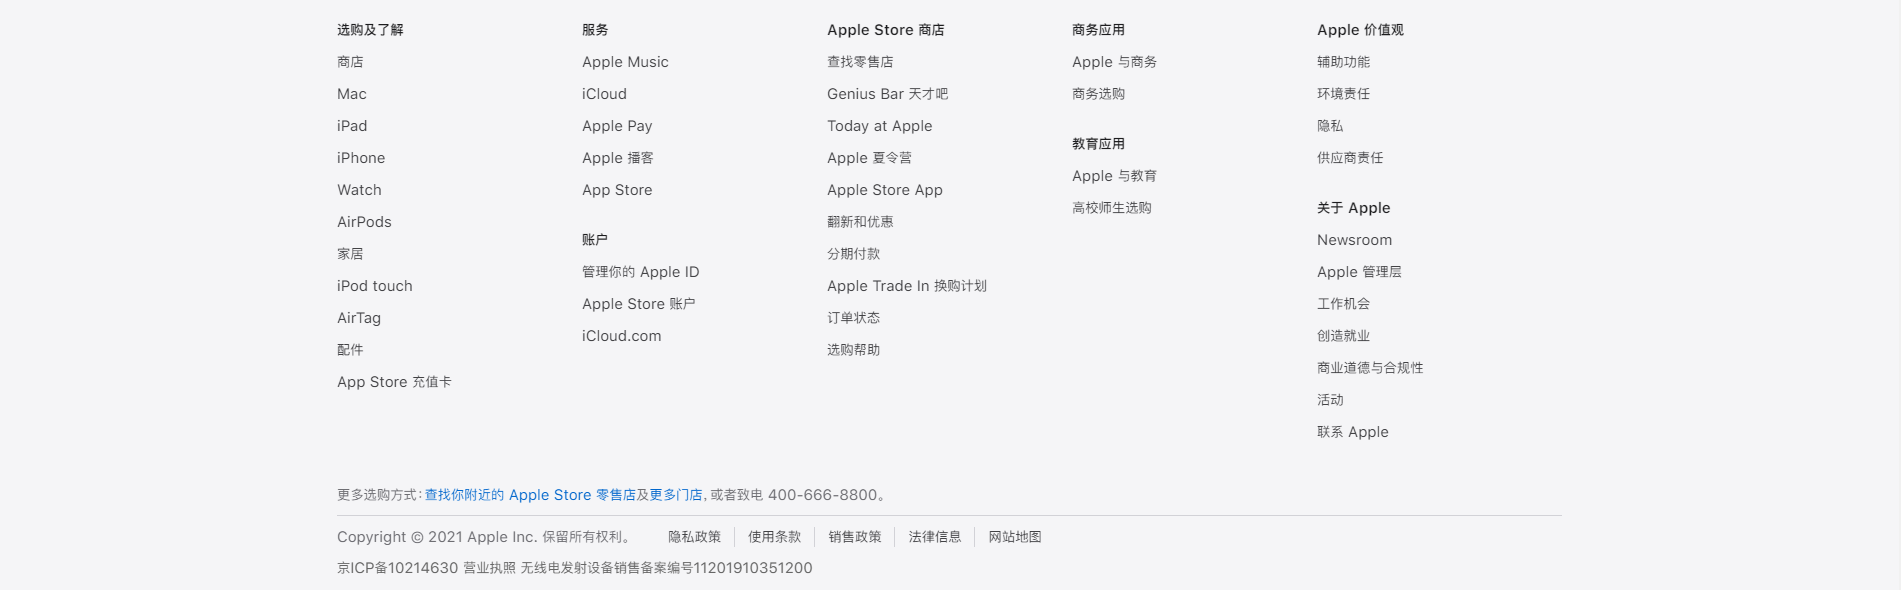 选购及了解
商店
Mac
iPad
iPhone
Watch
AirPods
家居
iPod touch
AirTag
配件
App Store 充值卡
服务
Apple Music
iCloud
Apple Pay
Apple 播客
App Store
账户
管理你的 Apple ID
Apple Store 账户
iCloud.com
Apple Store 商店
查找零售店
Genius Bar 天才吧
Today at Apple
Apple 夏令营
Apple Store App
翻新和优惠
分期付款
Apple Trade In 换购计划
订单状态
选购帮助
商务应用
Apple 与商务
商务选购
教育应用
Apple 与教育
高校师生选购
Apple 价值观
辅助功能
环境责任
隐私
供应商责任
关于 Apple
Newsroom
Apple 管理层
工作机会
创造就业
商业道德与合规性
活动
联系 Apple
更多选购方式：查找你附近的 Apple Store 零售店及更多门店，或者致电 400-666-8800。
Copyright © 2021 Apple Inc. 保留所有权利。 隐私政策 使用条款 销售政策 法律信息 网站地图
京ICP备10214630 营业执照 无线电发射设备销售备案编号11201910351200